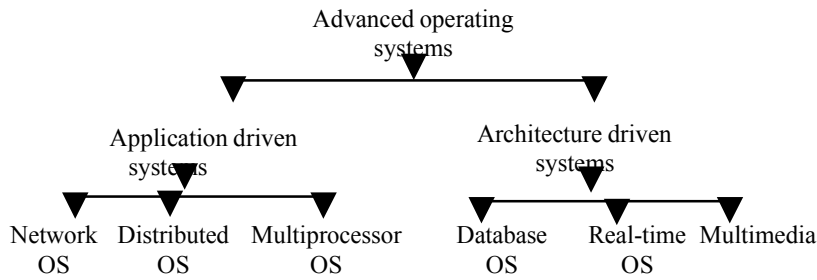 Advanced operating
systems
Application driven
systems
Architecture driven
systems
Network
OS
Distributed
OS
Multiprocessor
OS
Database
OS
Real-time
OS
Multimedia